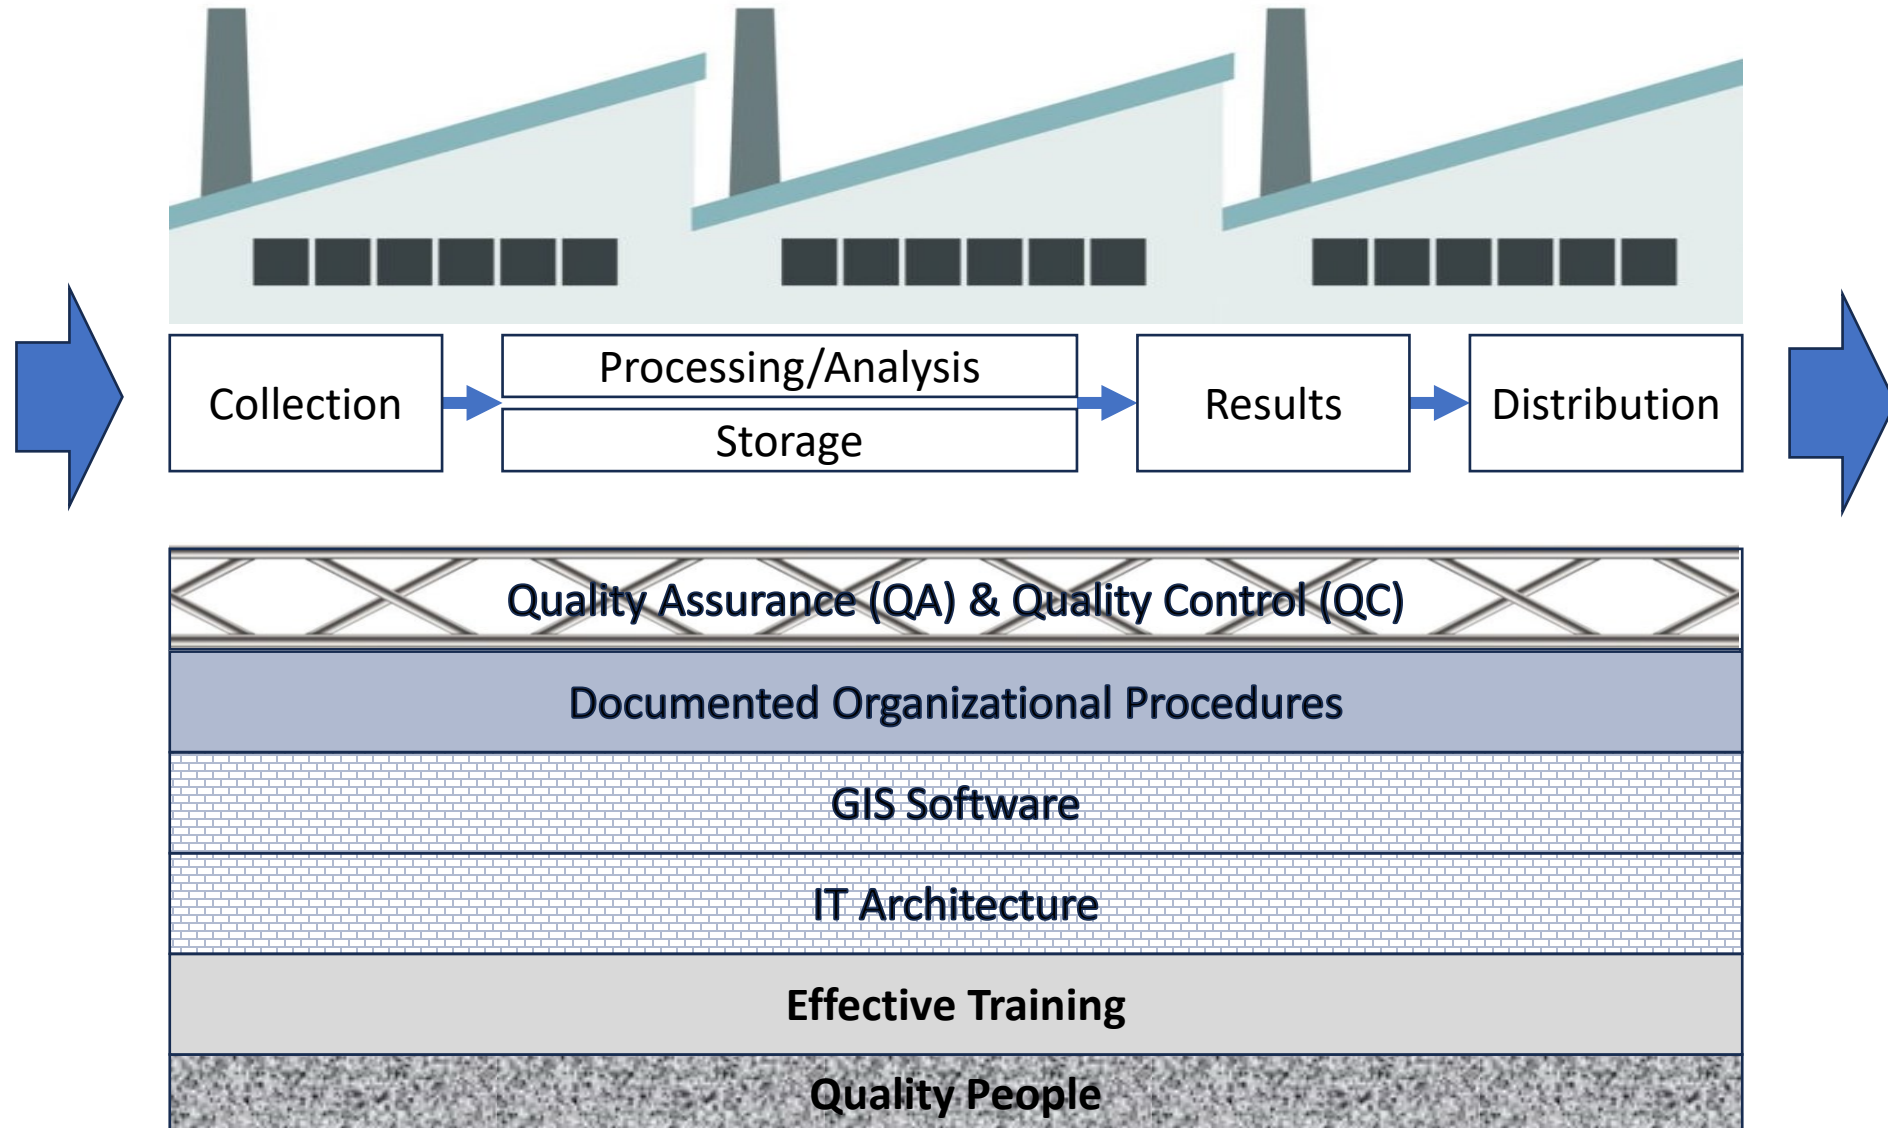 Collection
Processing/Analysis
Storage
Results
Distribution
Quality Assurance (QA) & Quality Control (QC)
Documented Organizational Procedures
GIS Software
IT Architecture
Effective Training
Quality People